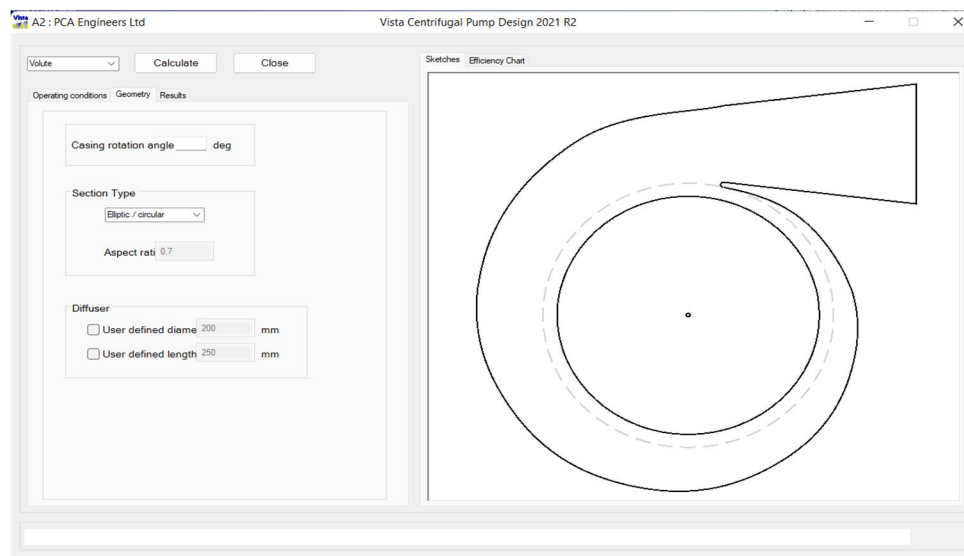 Vista A2 : PCA Engineers Ltd Vista Centrifugal Pump Design 2021 R2
Volute Calculate Close
Sketches Efficiency Chart
Operating conditions Geometry Results
Casing rotation angle deg
Section Type
Elliptic / circular
Aspect rati 0.7
Diffuser
User defined diame 200 mm
User defined length 250 mm